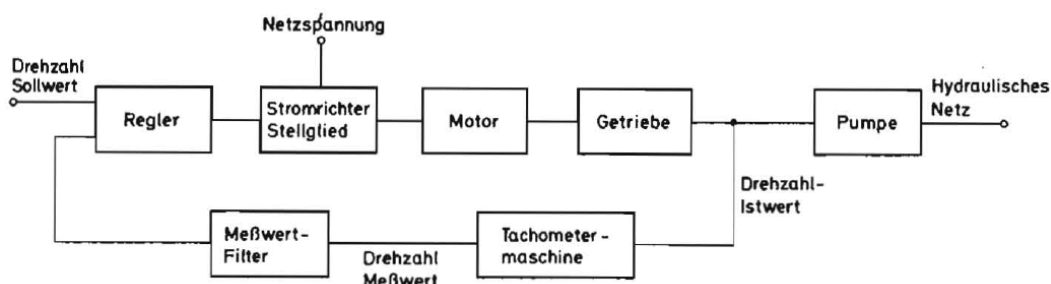 Netzspannung
Drehzahl
Sollwert
Regler
Stromrichter
Stellglied
Motor
Getriebe
Pumpe
Hydraulisches
Netz
Drehzahl-
Istwert
Meßwert-
Filter
Drehzahl
Meßwert
Tachometer-
maschine